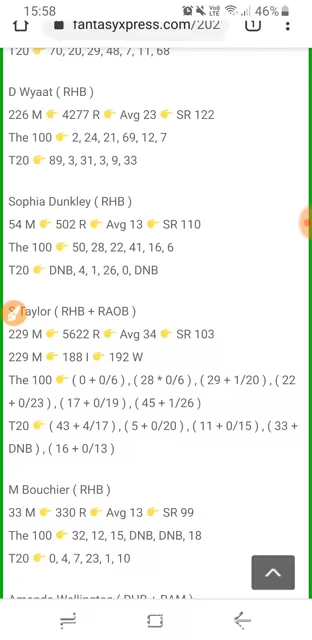 15:58
46%
fantasyxpress.com/202
1
T20 👉 70, 20, 29, 48, 7, 11, 68
D Wyaat ( RHB )
226 M 👉 4277 R 👉 Avg 23 👉 SR 122
The 100 👉 2, 24, 21, 69, 12, 7
T20 👉 89, 3, 31, 3, 9, 33
Sophia Dunkley ( RHB )
54 M 👉 502 R 👉 Avg 13 👉 SR 110
The 100 👉 50, 28, 22, 41, 16, 6
T20 👉 DNB, 4, 1, 26, 0, DNB
S Taylor ( RHB + RAOB )
229 M 👉 5622 R 👉 Avg 34 👉 SR 103
229 M 👉 188 I 👉 192 W
The 100 👉 ( 0 + 0/6 ) , ( 28 * 0/6 ) , ( 29 + 1/20 ) , ( 22
+ 0/23 ) , ( 17 + 0/19 ) , ( 45 + 1/26 )
T20 👉 ( 43 + 4/17 ) , ( 5 + 0/20 ) , ( 11 + 0/15 ) , ( 33 +
DNB ) , ( 16 + 0/13 )
M Bouchier ( RHB )
33 M 👉 330 R 👉 Avg 13 👉 SR 99
The 100 👉 32, 12, 15, DNB, DNB, 18
T20 👉 0, 4, 7, 23, 1, 10
Amanda Wellington ( RHB + RAM )